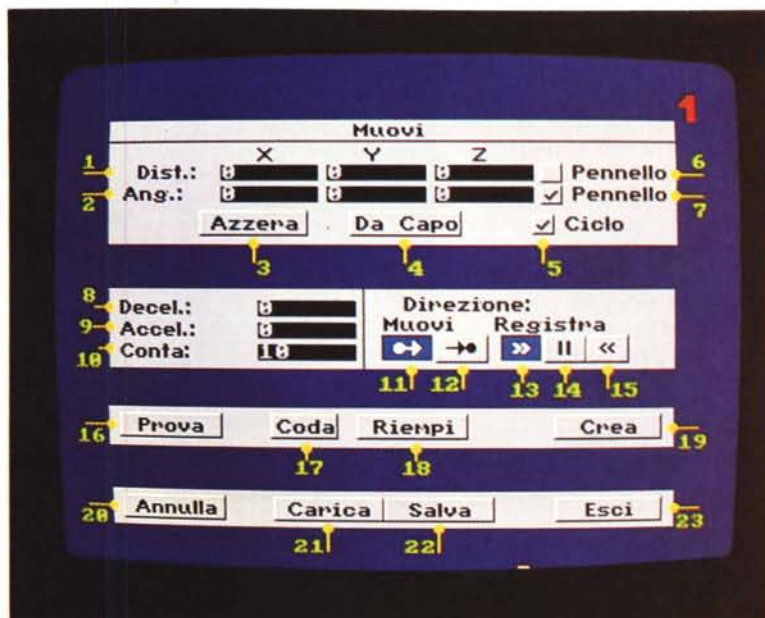 1
Muovi
X Y Z
1 Dist.: 0 0 0 Pennello 6
2 Ang.: 0 0 0 Pennello 7
Azzera Da Capo Ciclo
3 4 5
8 Decel.: 0 Direzione:
9 Accel.: 0 Muovi Registra
10 Conta: 10
11 12 13 14 15
16 Prova Coda Riempi Crea 19
17 18
20 Annulla Carica Salva Esci 23
21 22